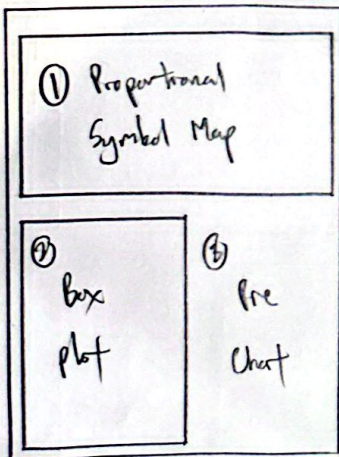 ① Proportional
Symbol Map
② Box
plot
③ Pie
Chart